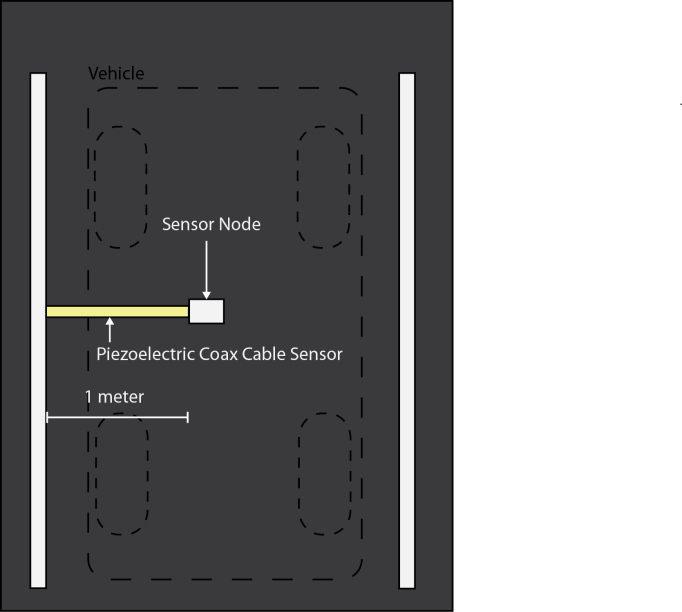 Vehicle
Sensor Node
Piezoelectric Coax Cable Sensor
1 meter